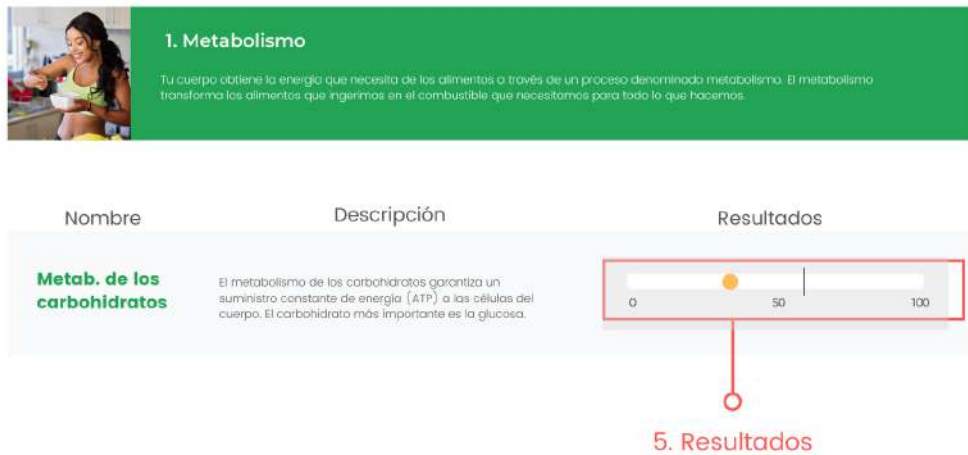 1. Metabolismo
Tu cuerpo obtiene la energía que necesita de los alimentos a través de un proceso denominado metabolismo. El metabolismo
transforma los alimentos que ingerimos en el combustible que necesitamos para todo lo que hacemos.
Nombre Descripción Resultados
Metab. de los
carbohidratos
El metabolismo de los carbohidratos garantiza un
suministro constante de energía (ATP) a las células del
cuerpo. El carbohidrato más importante es la glucosa.
0 50 100
5. Resultados